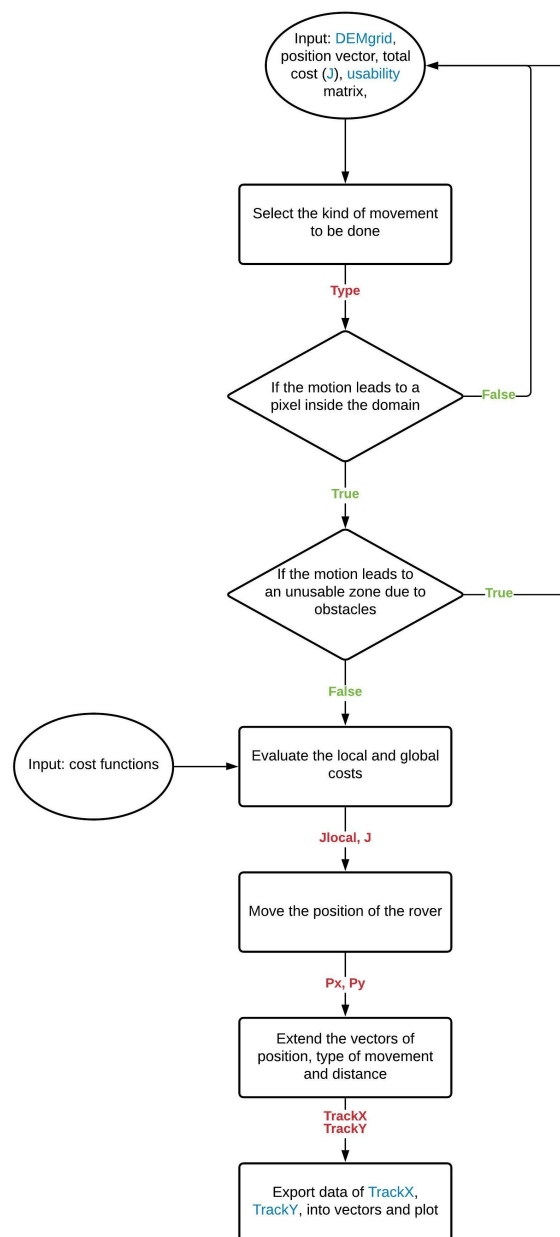 Input: DEMgrid,
position vector, total
cost (J), usability
matrix,
Select the kind of movement
to be done
Type
If the motion leads to a
pixel inside the domain
False
True
If the motion leads to
an unusable zone due to
obstacles
True
False
Input: cost functions
Evaluate the local and global
costs
Jlocal, J
Move the position of the rover
Px, Py
Extend the vectors of
position, type of movement
and distance
TrackX
TrackY
Export data of TrackX,
TrackY, into vectors and plot